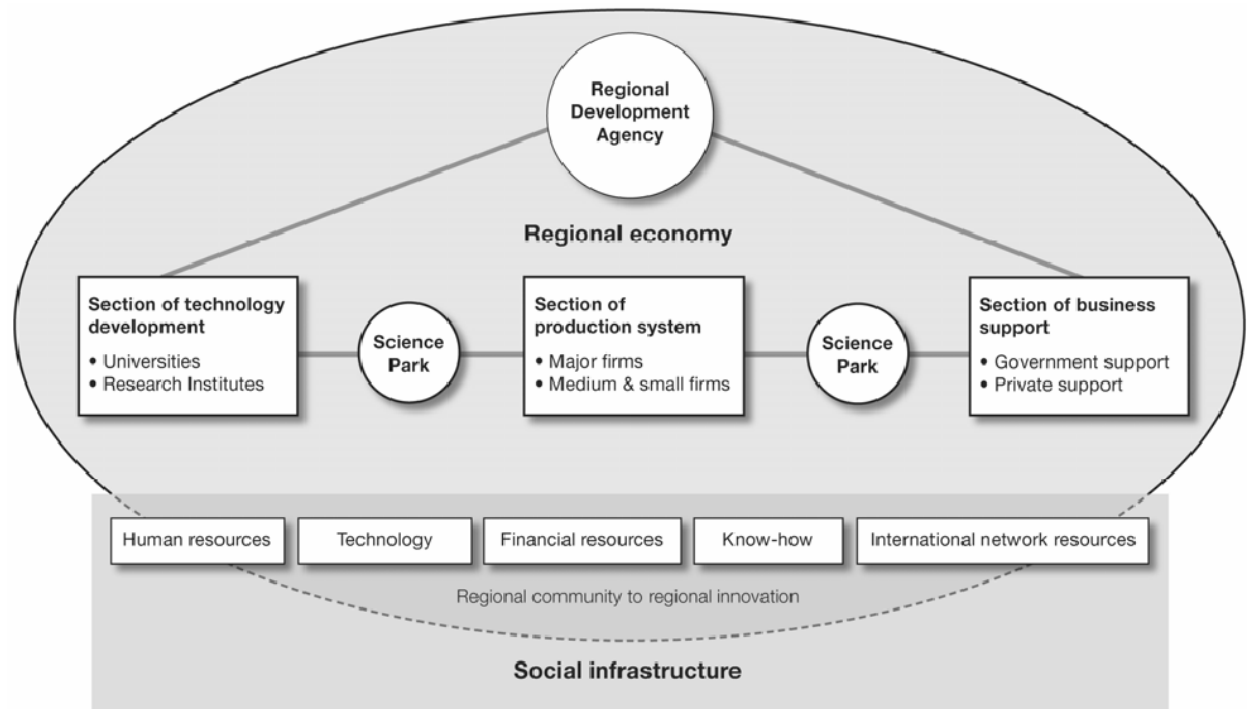 Regional
Development
Agency
Regional economy
Section of technology
development
• Universities
• Research Institutes
Science
Park
Section of
production system
• Major firms
• Medium & small firms
Science
Park
Section of business
support
• Government support
• Private support
Human resources
Technology
Financial resources
Know-how
International network resources
Regional community to regional innovation
Social infrastructure